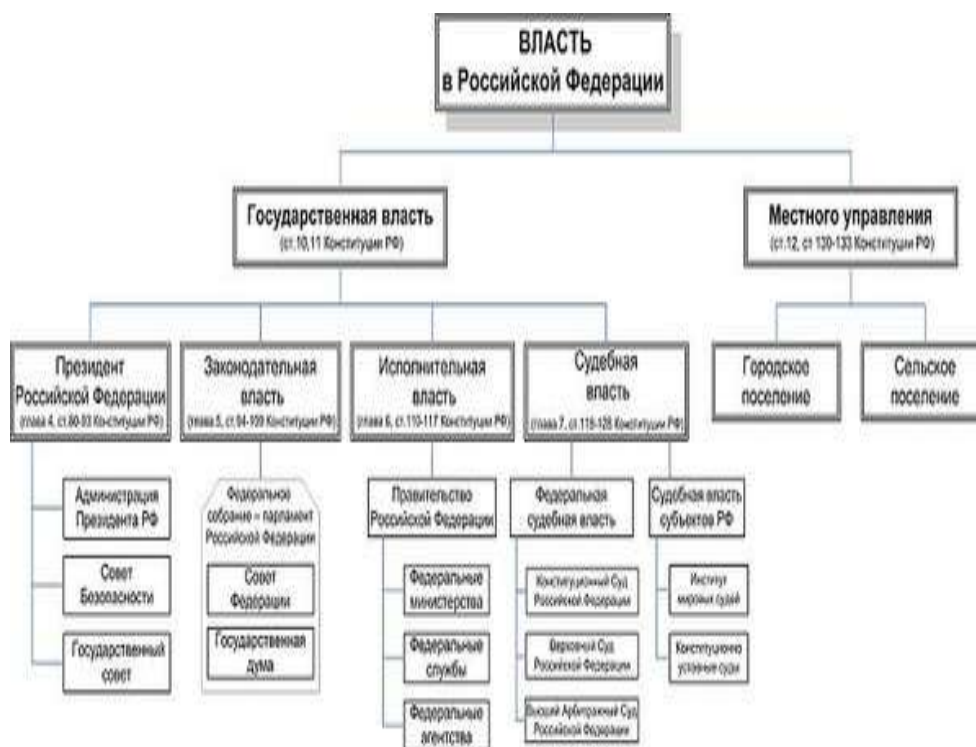 ВЛАСТЬ
в Российской Федерации
Государственная власть
(ст.10,11 Конституции РФ)
Местного управления
(ст.12, ст 130-133 Конституции РФ)
Президент
Российской Федерации
(глава 4, ст.80-93 Конституции РФ)
Законодательная
власть
(глава 5, ст.94-109 Конституции РФ)
Исполнительная
власть
(глава 6, ст.110-117 Конституции РФ)
Судебная
власть
(глава 7, ст.118-128 Конституции РФ)
Городское
поселение
Сельское
поселение
Администрация
Президента РФ
Совет
Безопасности
Государственный
совет
Федеральное
собрание – парламент
Российской Федерации
Совет
Федерации
Государственная
дума
Правительство
Российской Федерации
Федеральные
министерства
Федеральные
службы
Федеральные
агентства
Федеральная
судебная власть
Конституционный Суд
Российской Федерации
Верховный Суд
Российской Федерации
Высший Арбитражный Суд
Российской Федерации
Судебная власть
субъектов РФ
Институт
мировых судей
Конституционно
уставные суды